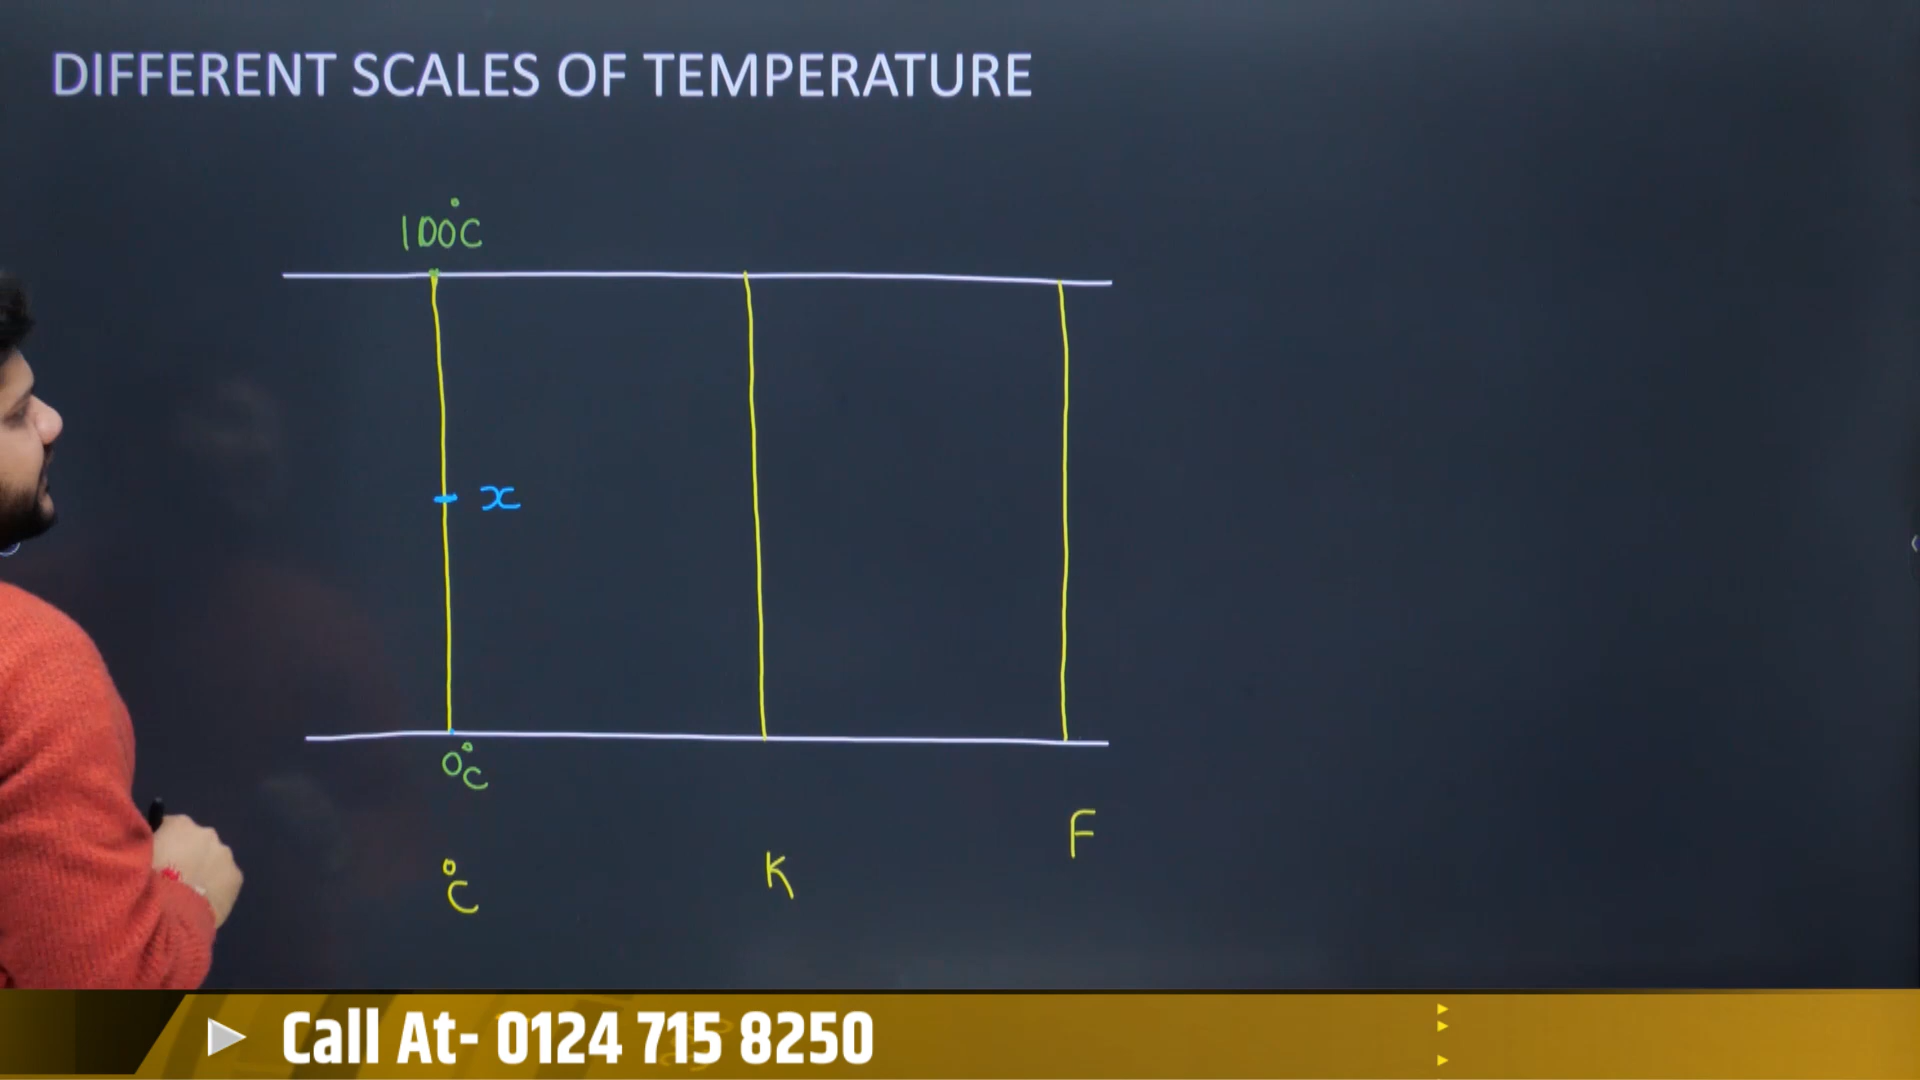 DIFFERENT SCALES OF TEMPERATURE
100°C
x
0°C
°C
K
F
Call At- 0124 715 8250